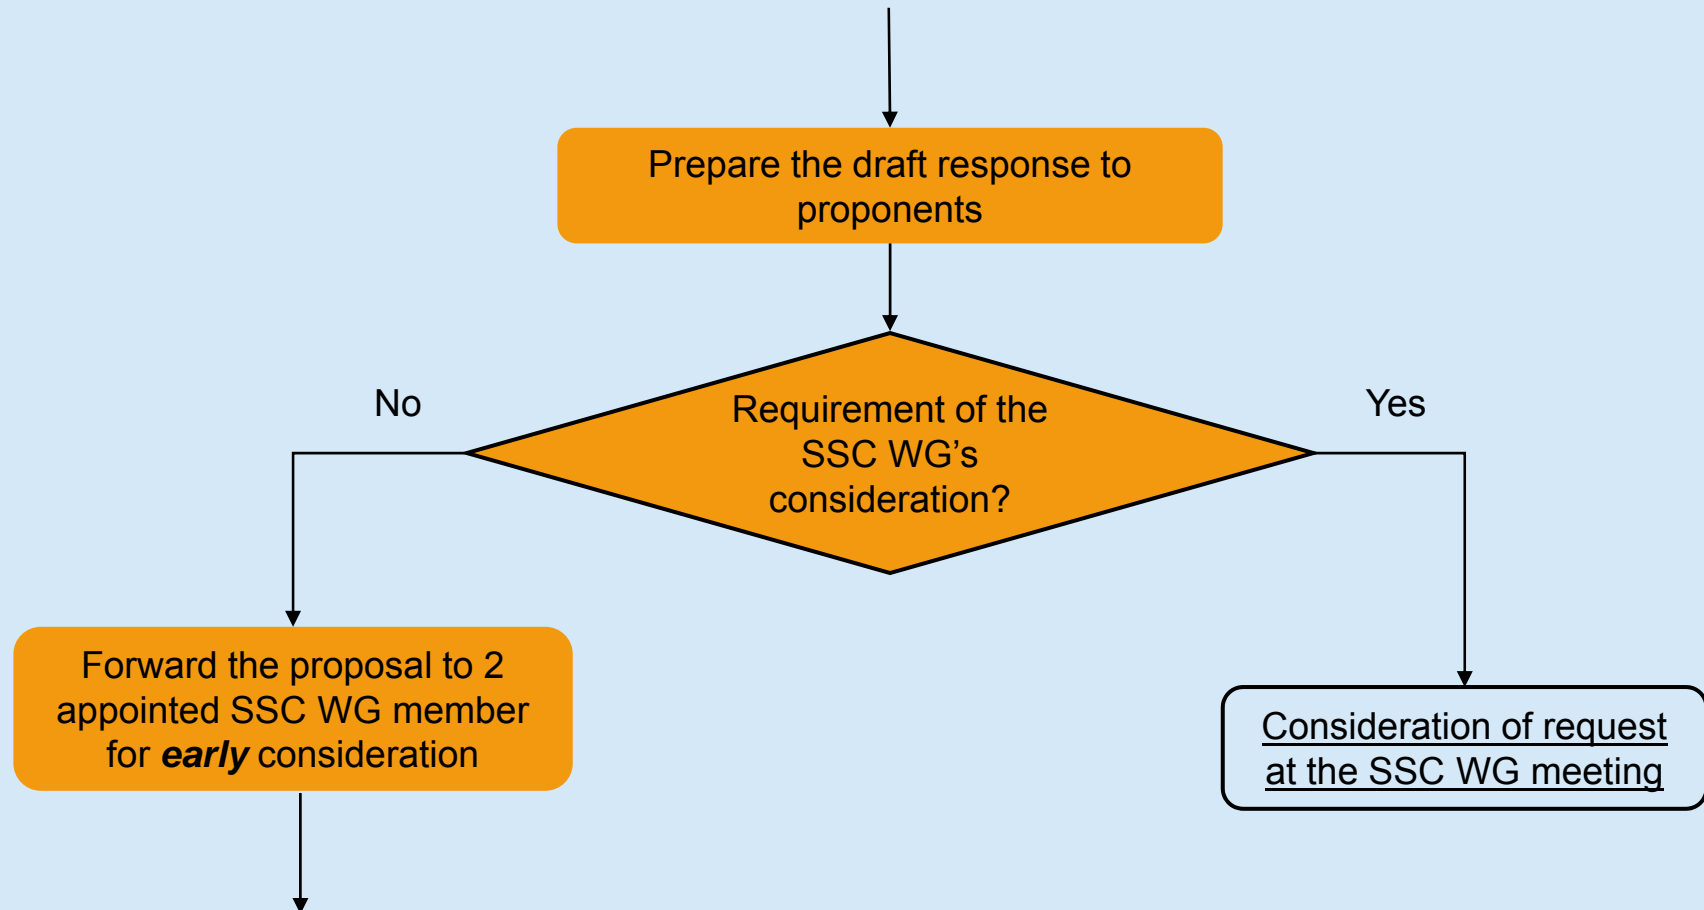 Prepare the draft response to
proponents
No
Yes
Requirement of the
SSC WG’s
consideration?
Forward the proposal to 2
appointed SSC WG member
for early consideration
Consideration of request
at the SSC WG meeting